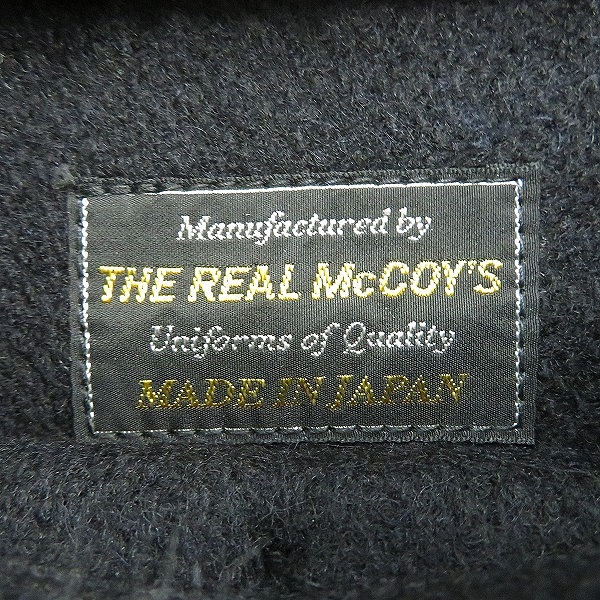 Manufactured by
THE REAL McCOY'S
Uniforms of Quality
MADE IN JAPAN